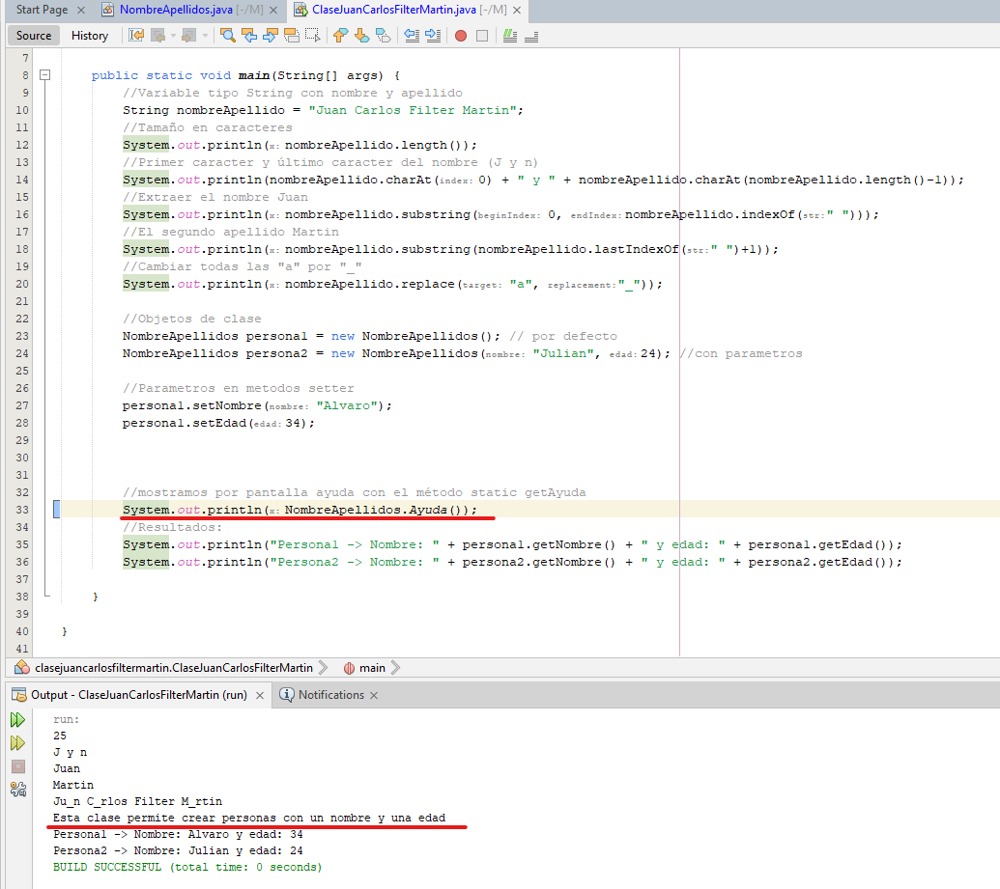 Start Page
NombreApellidos.java [-/M]
ClaseJuanCarlosFilterMartin.java [-/M]
Source History
7
8 public static void main(String[] args) {
9 //Variable tipo String con nombre y apellido
10 String nombreApellido = "Juan Carlos Filter Martin";
11 //Tamaño en caracteres
12 System.out.println(x: nombreApellido.length());
13 //Primer caracter y último caracter del nombre (J y n)
14 System.out.println(nombreApellido.charAt(index: 0) + " y " + nombreApellido.charAt(nombreApellido.length()-1));
15 //Extraer el nombre Juan
16 System.out.println(x: nombreApellido.substring(beginIndex: 0, endIndex: nombreApellido.indexOf(str: " ")));
17 //El segundo apellido Martin
18 System.out.println(x: nombreApellido.substring(nombreApellido.lastIndexOf(str: " ")+1));
19 //Cambiar todas las "a" por "_"
20 System.out.println(x: nombreApellido.replace(target: "a", replacement: "_"));
21
22 //Objetos de clase
23 NombreApellidos persona1 = new NombreApellidos(); // por defecto
24 NombreApellidos persona2 = new NombreApellidos(nombre: "Julian", edad: 24); //con parametros
25
26 //Parametros en metodos setter
27 persona1.setNombre(nombre: "Alvaro");
28 persona1.setEdad(edad: 34);
29
30
31
32 //mostramos por pantalla ayuda con el método static getAyuda
33 System.out.println(x: NombreApellidos.Ayuda());
34 //Resultados:
35 System.out.println("Persona1 -> Nombre: " + persona1.getNombre() + " y edad: " + persona1.getEdad());
36 System.out.println("Persona2 -> Nombre: " + persona2.getNombre() + " y edad: " + persona2.getEdad());
37
38 }
39
40 }
41
clasejuancarlosfiltermartin.ClaseJuanCarlosFilterMartin main
Output - ClaseJuanCarlosFilterMartin (run)
Notifications
run:
25
J y n
Juan
Martin
Ju_n C_rlos Filter M_rtin
Esta clase permite crear personas con un nombre y una edad
Persona1 -> Nombre: Alvaro y edad: 34
Persona2 -> Nombre: Julian y edad: 24
BUILD SUCCESSFUL (total time: 0 seconds)